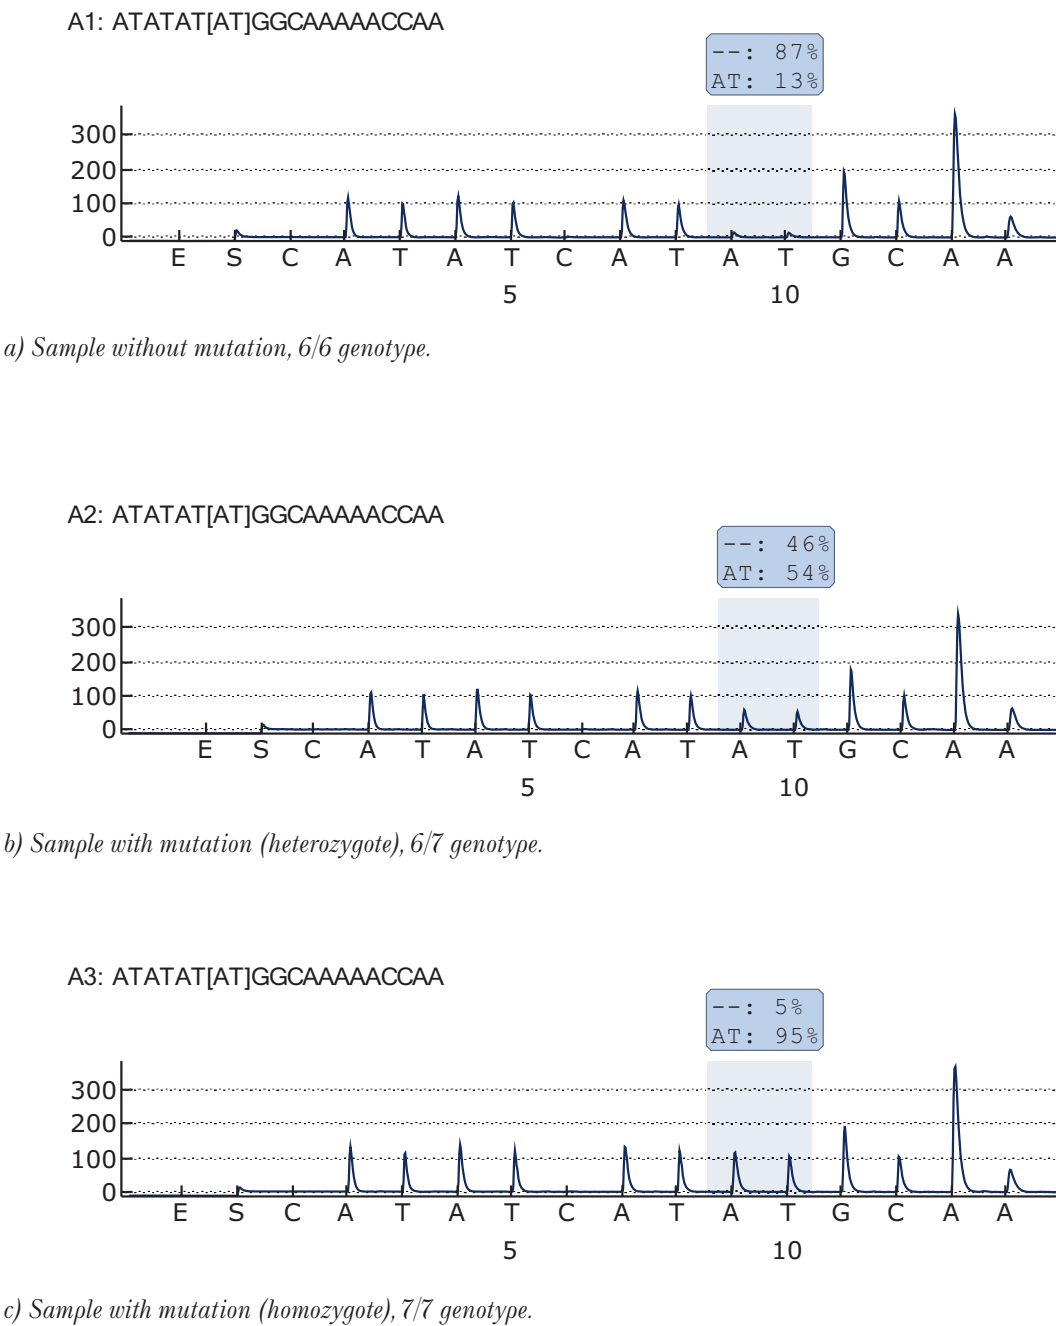 A1: ATATAT[AT]GGCAAAAACCAA
--: 87%
AT: 13%
300
200
100
0
E S C A T A T C A T A T G C A A
5 10
a) Sample without mutation, 6/6 genotype.
A2: ATATAT[AT]GGCAAAAACCAA
--: 46%
AT: 54%
300
200
100
0
E S C A T A T C A T A T G C A A
5 10
b) Sample with mutation (heterozygote), 6/7 genotype.
A3: ATATAT[AT]GGCAAAAACCAA
--: 5%
AT: 95%
300
200
100
0
E S C A T A T C A T A T G C A A
5 10
c) Sample with mutation (homozygote), 7/7 genotype.